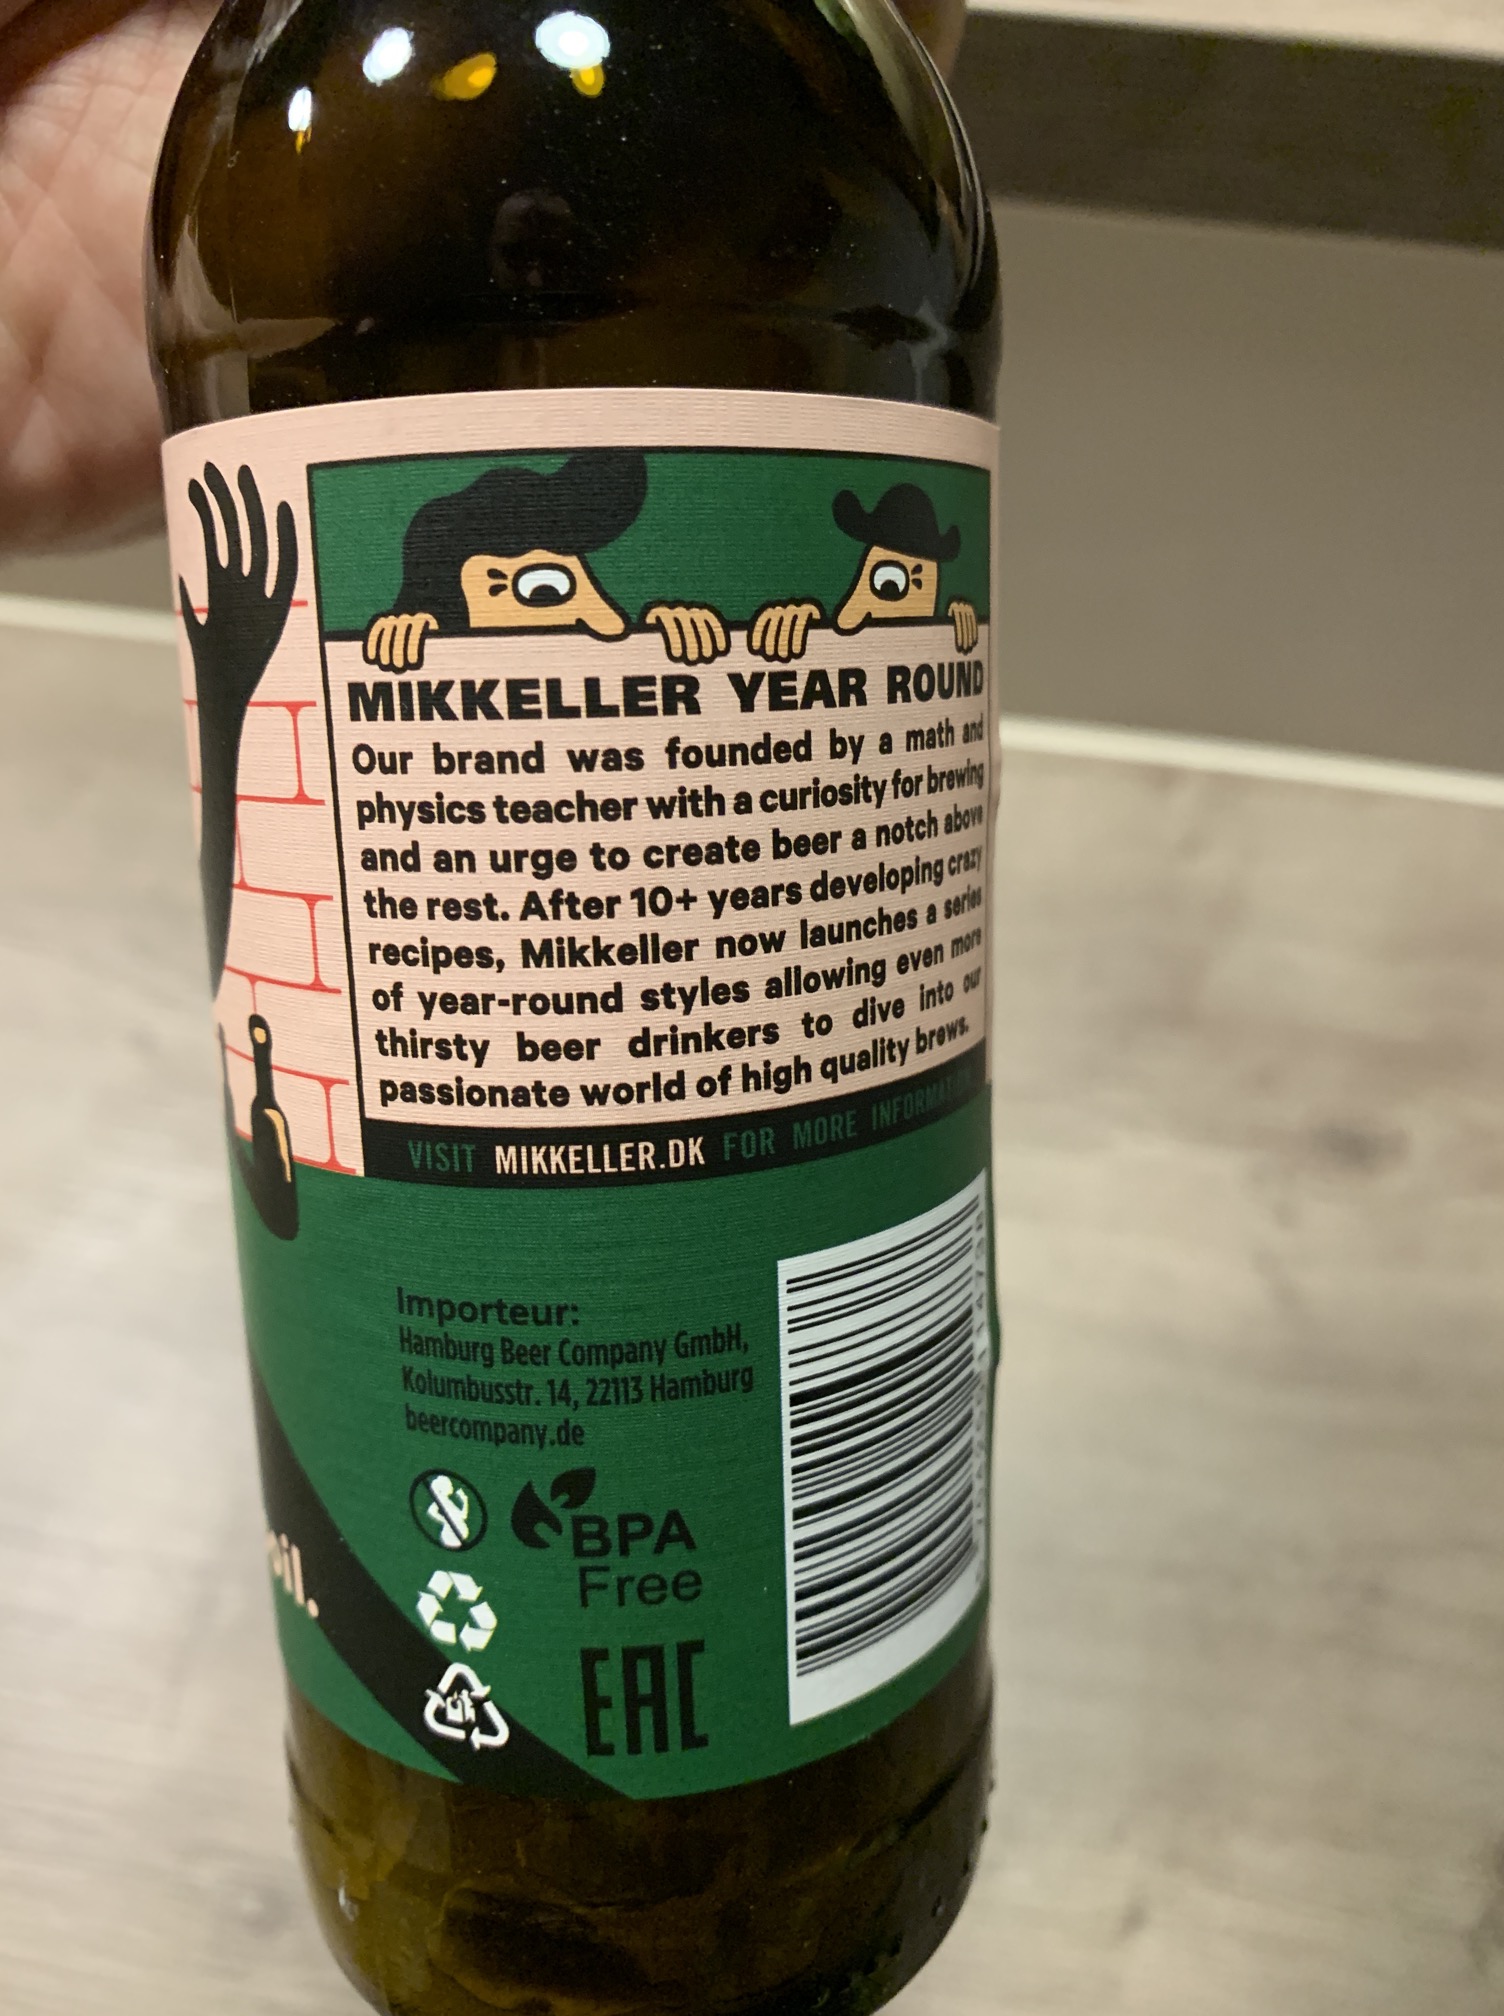 MIKKELLER YEAR ROUND
Our brand was founded by a math and
physics teacher with a curiosity for brewing
and an urge to create beer a notch above
the rest. After 10+ years developing crazy
recipes, Mikkeller now launches a series
of year-round styles allowing even more
thirsty beer drinkers to dive into our
passionate world of high quality brews.
VISIT MIKKELLER.DK FOR MORE INFORMATION
Importeur:
Hamburg Beer Company GmbH,
Kolumbusstr. 14, 22113 Hamburg
beercompany.de
BPA
Free
EAC